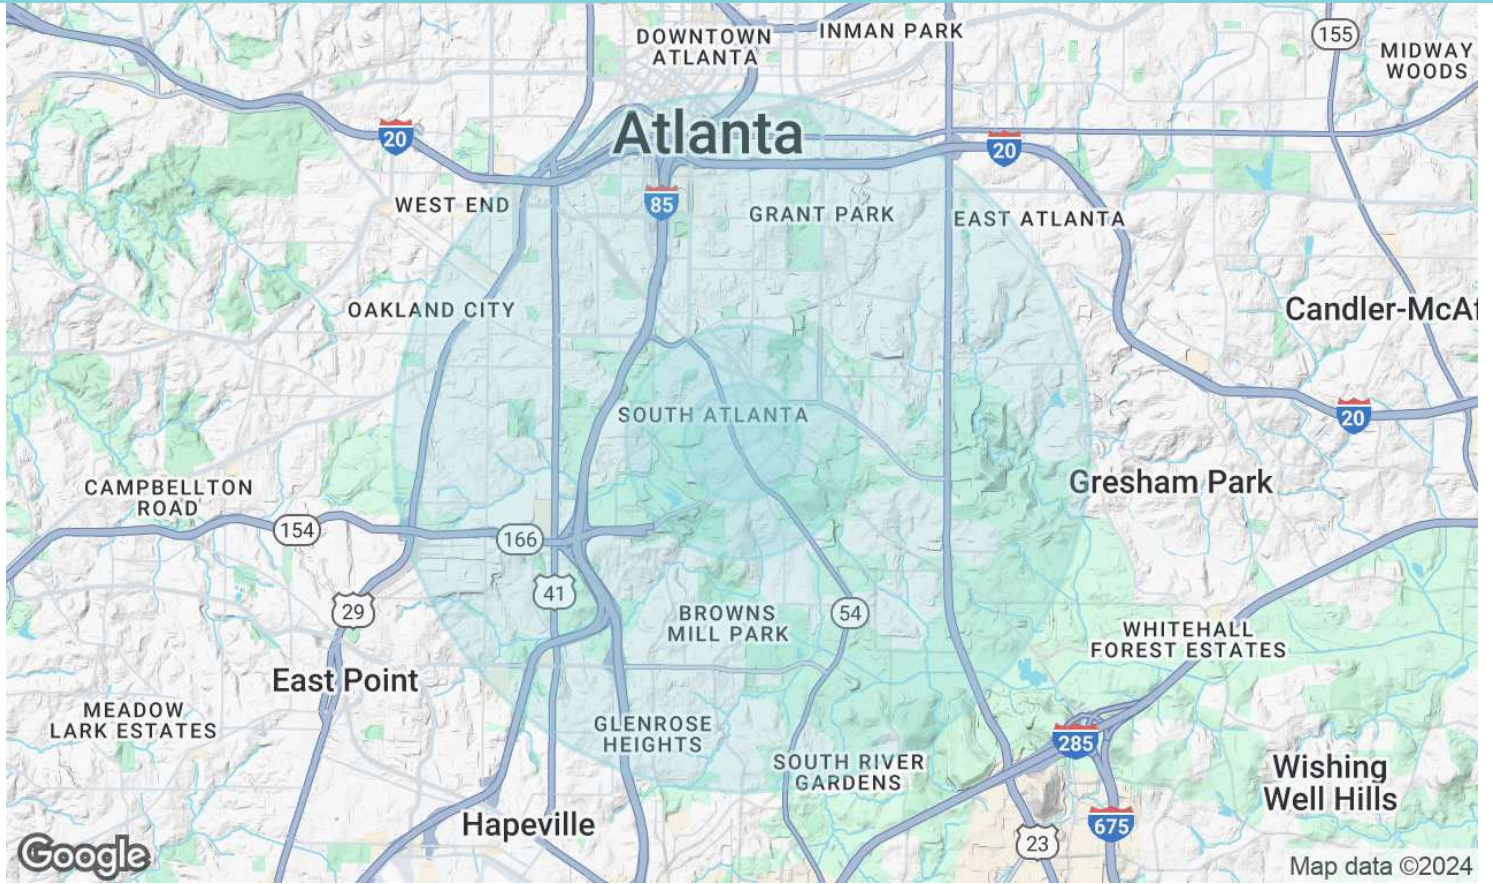 DOWNTOWN
ATLANTA
INMAN PARK
155
MIDWAY
WOODS
Atlanta
20
20
WEST END
85
GRANT PARK
EAST ATLANTA
OAKLAND CITY
Candler-McAf
SOUTH ATLANTA
20
CAMPBELLTON
ROAD
Gresham Park
154
166
41
29
BROWNS
MILL PARK
54
WHITEHALL
FOREST ESTATES
East Point
MEADOW
LARK ESTATES
GLENROSE
HEIGHTS
285
SOUTH RIVER
GARDENS
Wishing
Well Hills
Hapeville
675
23
Google
Map data ©2024